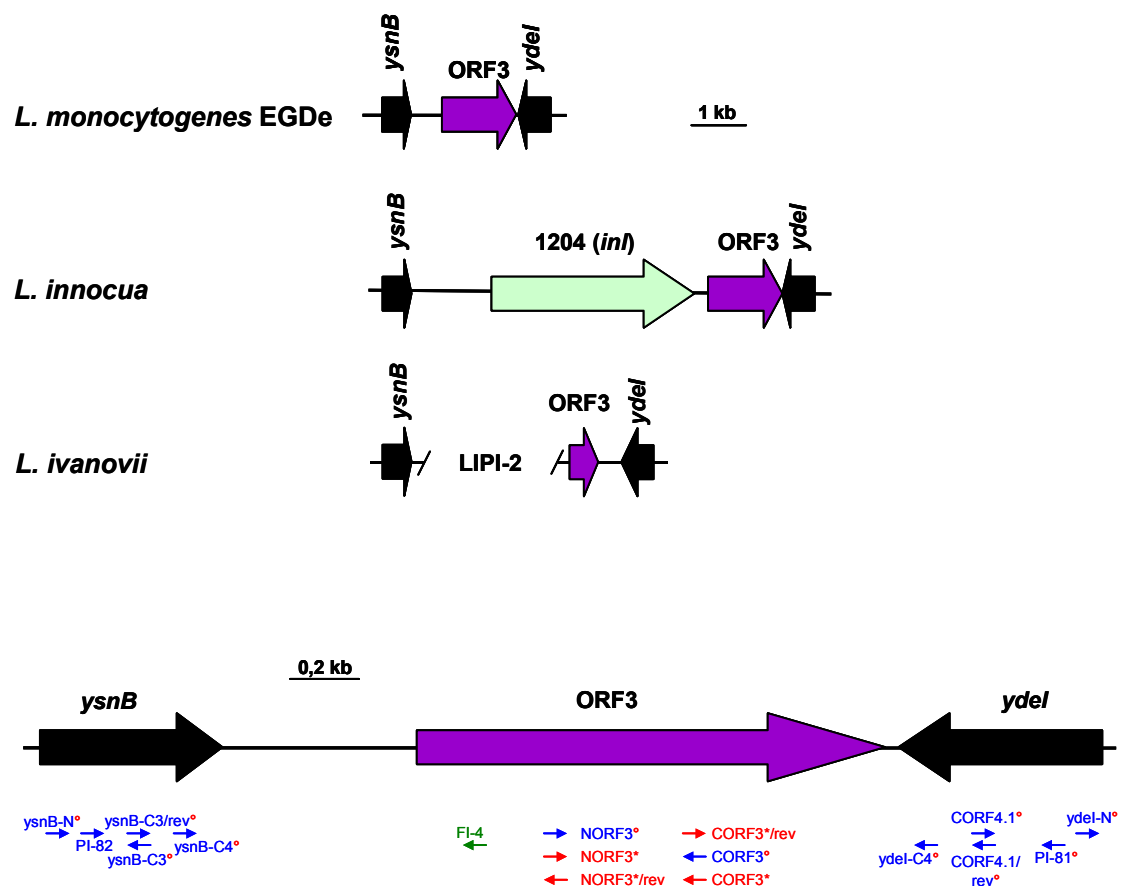 ysnB
ORF3
ydeI
L. monocytogenes EGDe
1 kb
ysnB
1204 (inl)
ORF3
ydeI
L. innocua
ysnB
ORF3
ydeI
L. ivanovii
LIPI-2
0,2 kb
ysnB
ORF3
ydeI
ysnB-N°
ysnB-C3/rev°
PI-82
ysnB-C3°
ysnB-C4°
FI-4
NORF3°
CORF3*/rev
NORF3*
CORF3°
NORF3*/rev
CORF3*
CORF4.1°
ydeI-N°
ydeI-C4°
CORF4.1/
rev°
PI-81°